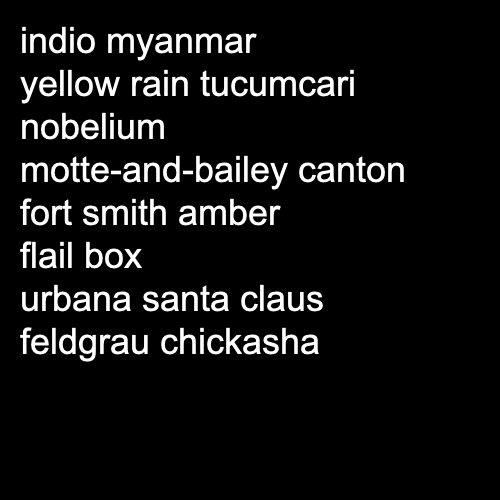 indio myanmar
yellow rain tucumcari
nobelium
motte-and-bailey canton
fort smith amber
flail box
urbana santa claus
feldgrau chickasha